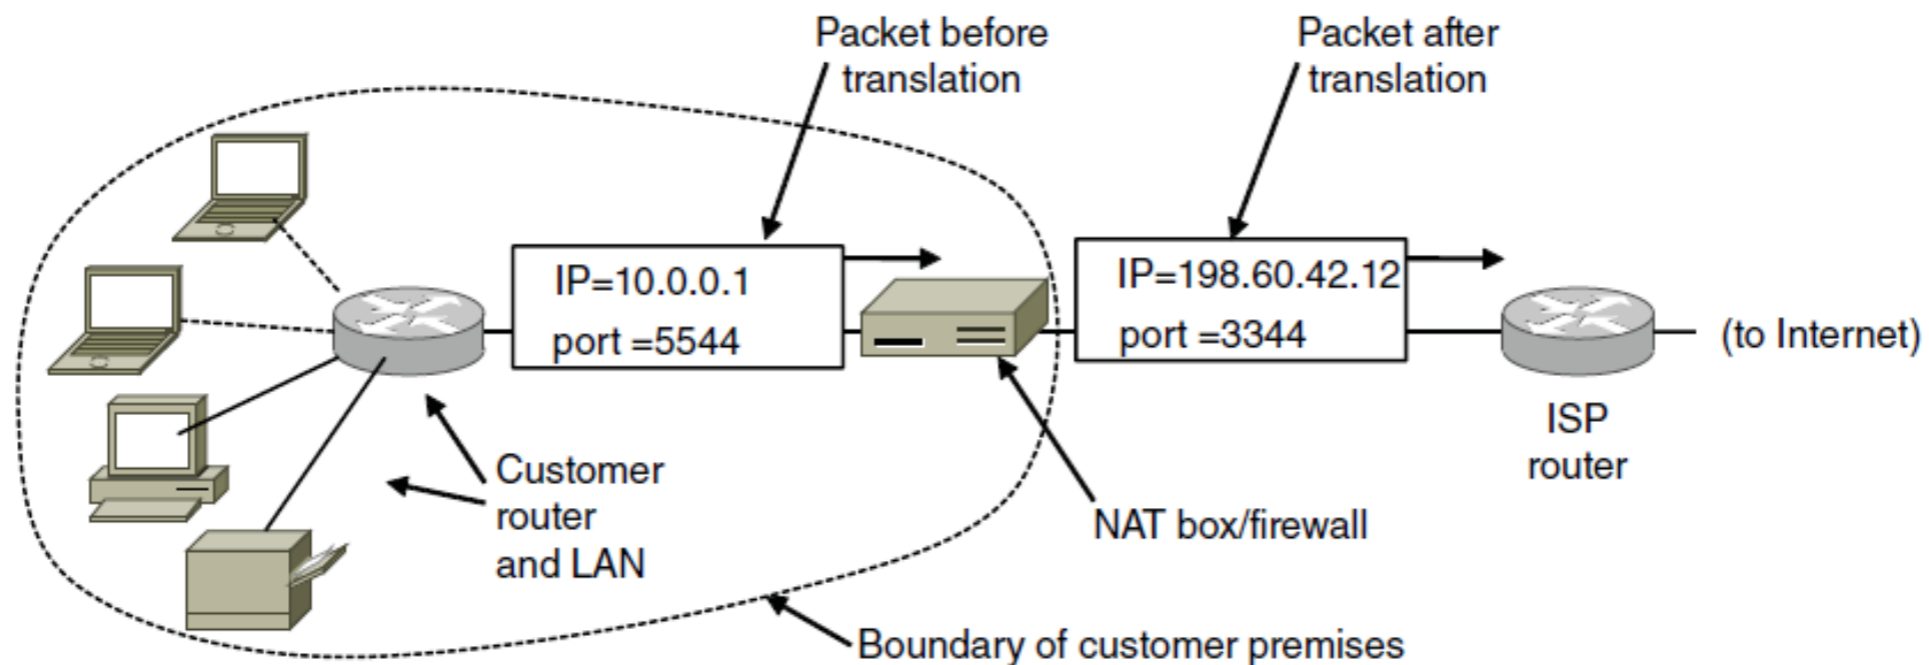 Packet before
translation
Packet after
translation
IP=10.0.0.1
port =5544
IP=198.60.42.12
port =3344
(to Internet)
ISP
router
Customer
router
and LAN
NAT box/firewall
Boundary of customer premises